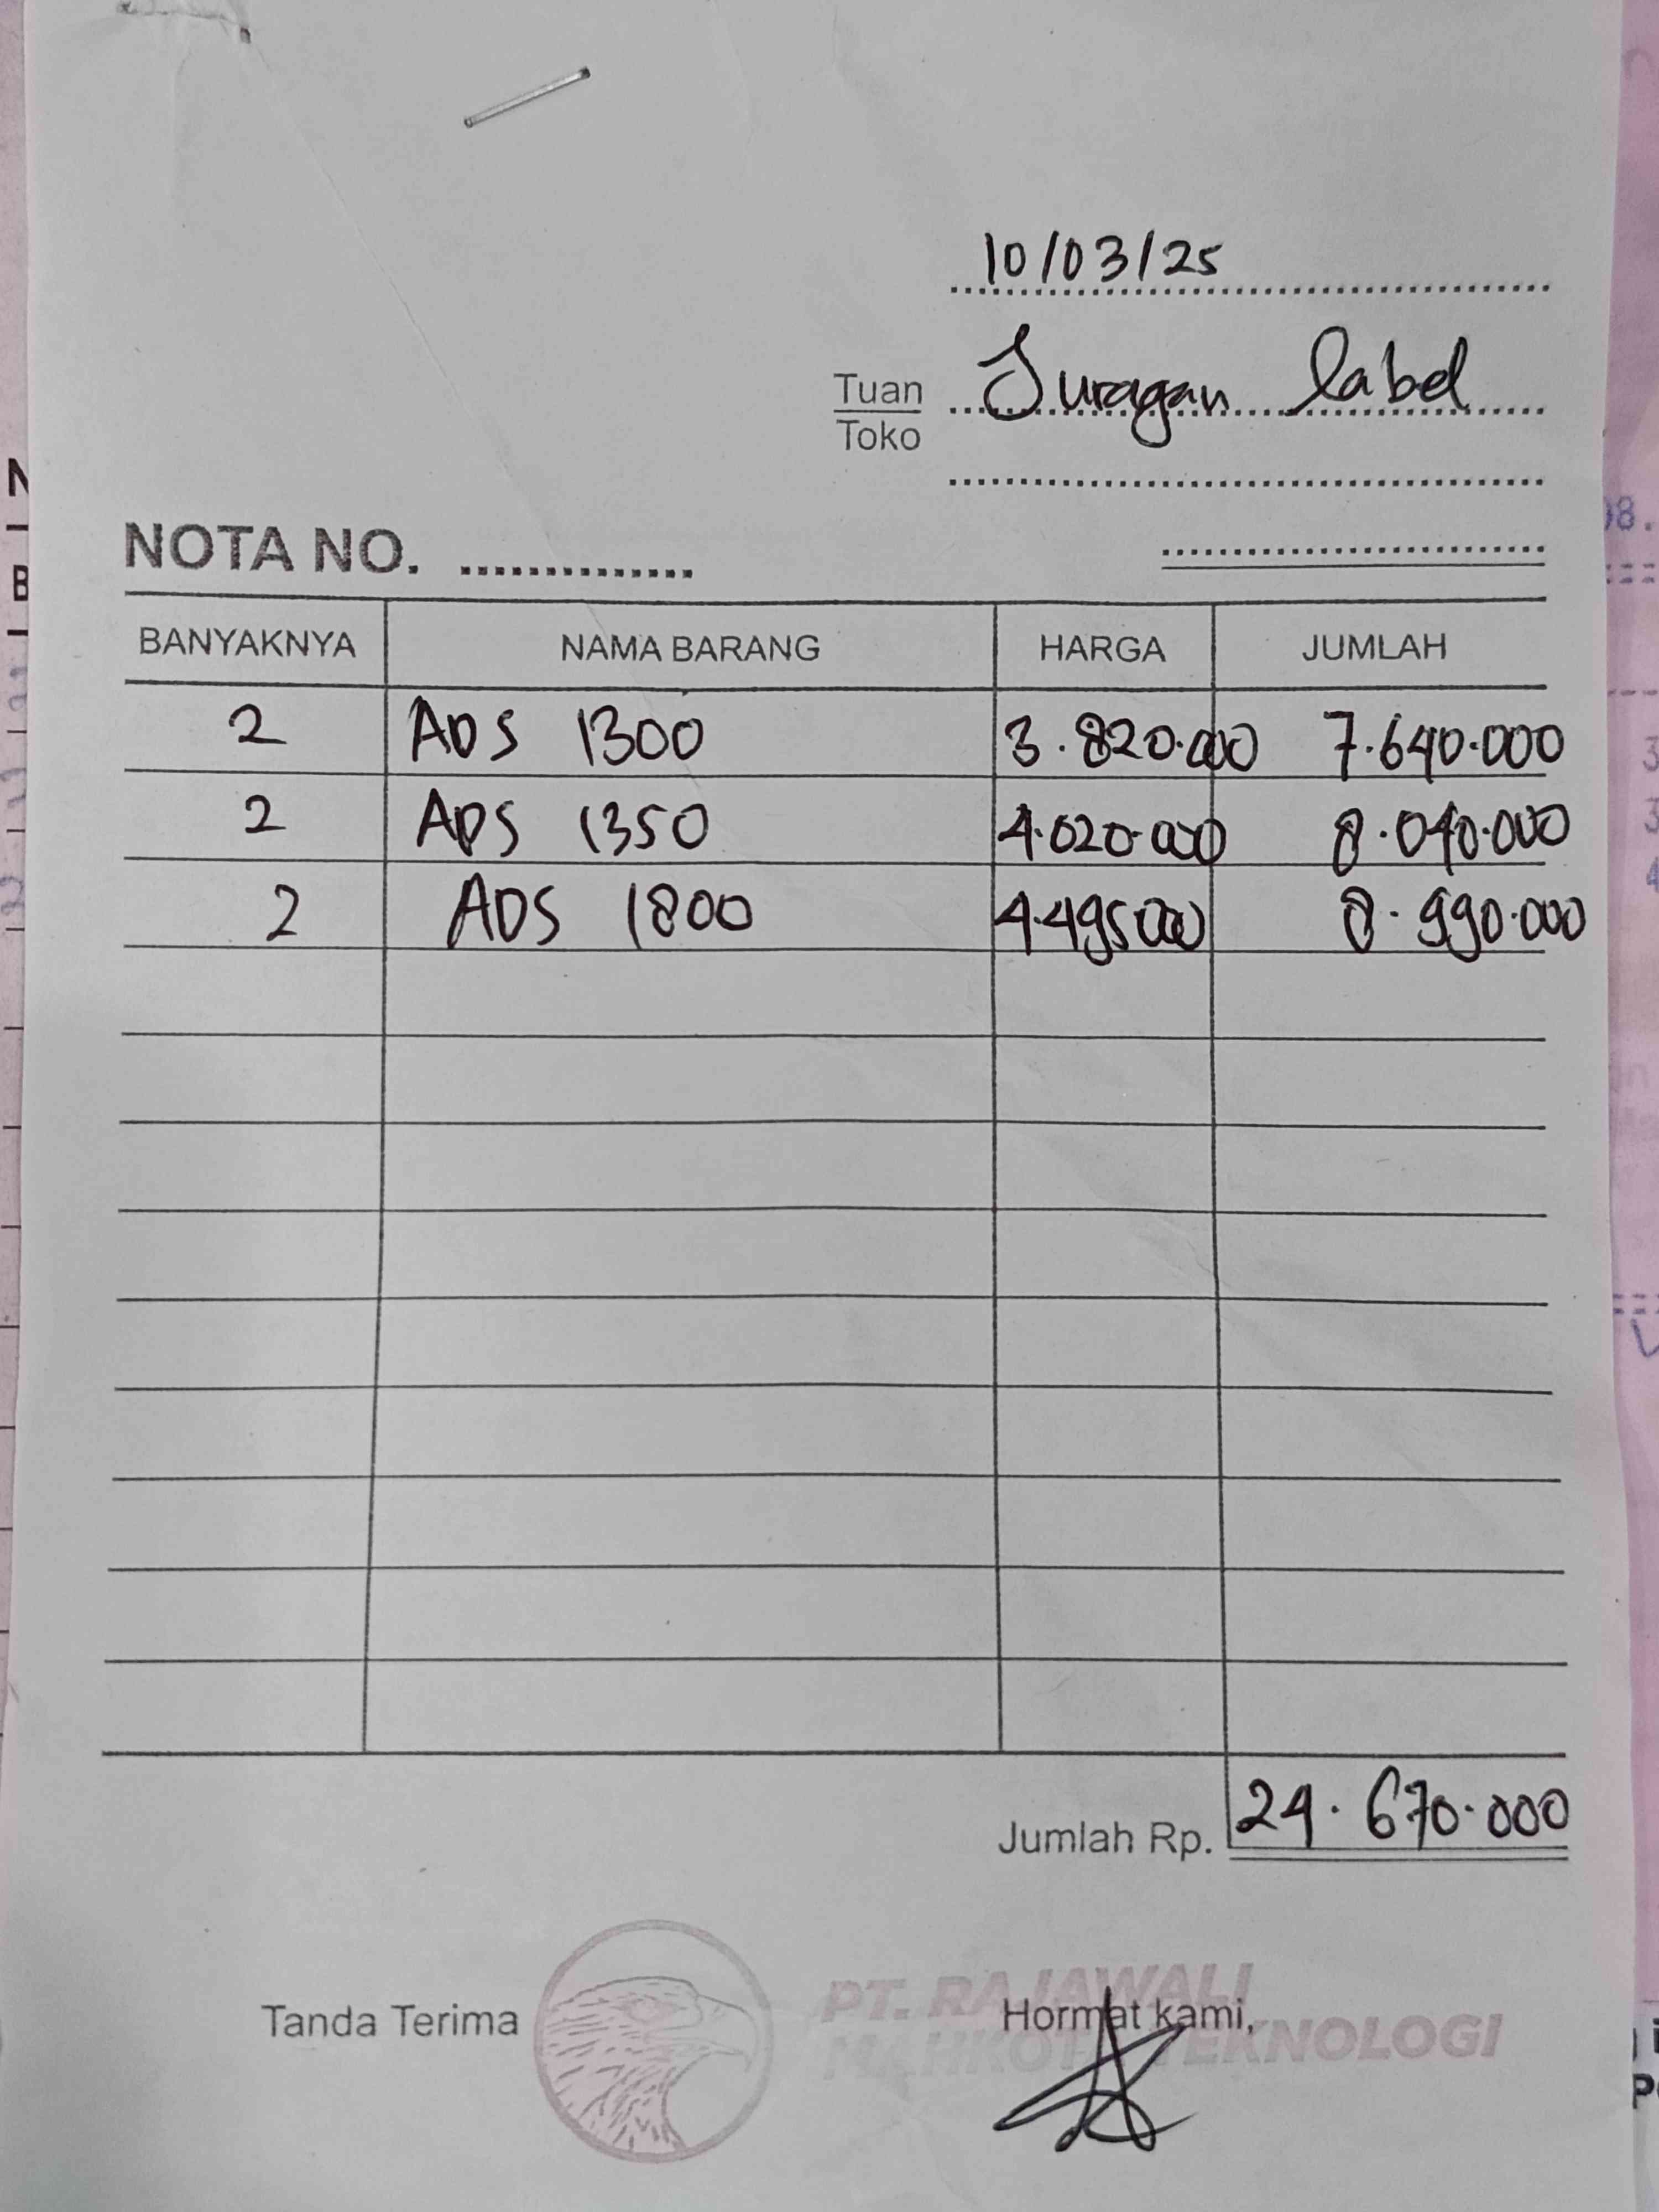 10/03/25
Tuan Juragan label
Toko
NOTA NO. ...............
BANYAKNYA NAMA BARANG HARGA JUMLAH
2 ADS 1300 3.820.000 7.640.000
2 ADS 1350 4.020.000 8.040.000
2 ADS 1800 4.495.000 8.990.000
Jumlah Rp. 24.670.000
PT. RAJAWALI
Tanda Terima Hormat kami,
MAHKOTA TEKNOLOGI